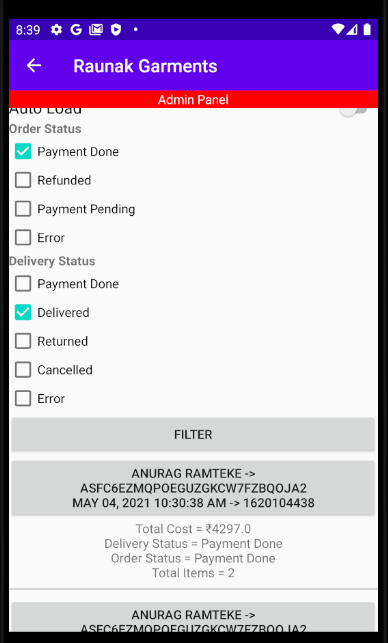 8:39
Raunak Garments
Admin Panel
Auto Load
Order Status
Payment Done
Refunded
Payment Pending
Error
Delivery Status
Payment Done
Delivered
Returned
Cancelled
Error
FILTER
ANURAG RAMTEKE ->
ASFC6EZMQPOEGUZGKCW7FZBQOJA2
MAY 04, 2021 10:30:38 AM -> 1620104438
Total Cost = ₹4297.0
Delivery Status = Payment Done
Order Status = Payment Done
Total Items = 2
ANURAG RAMTEKE ->
ASFC6EZMQPOEGUZGKCW7FZBQOJA2